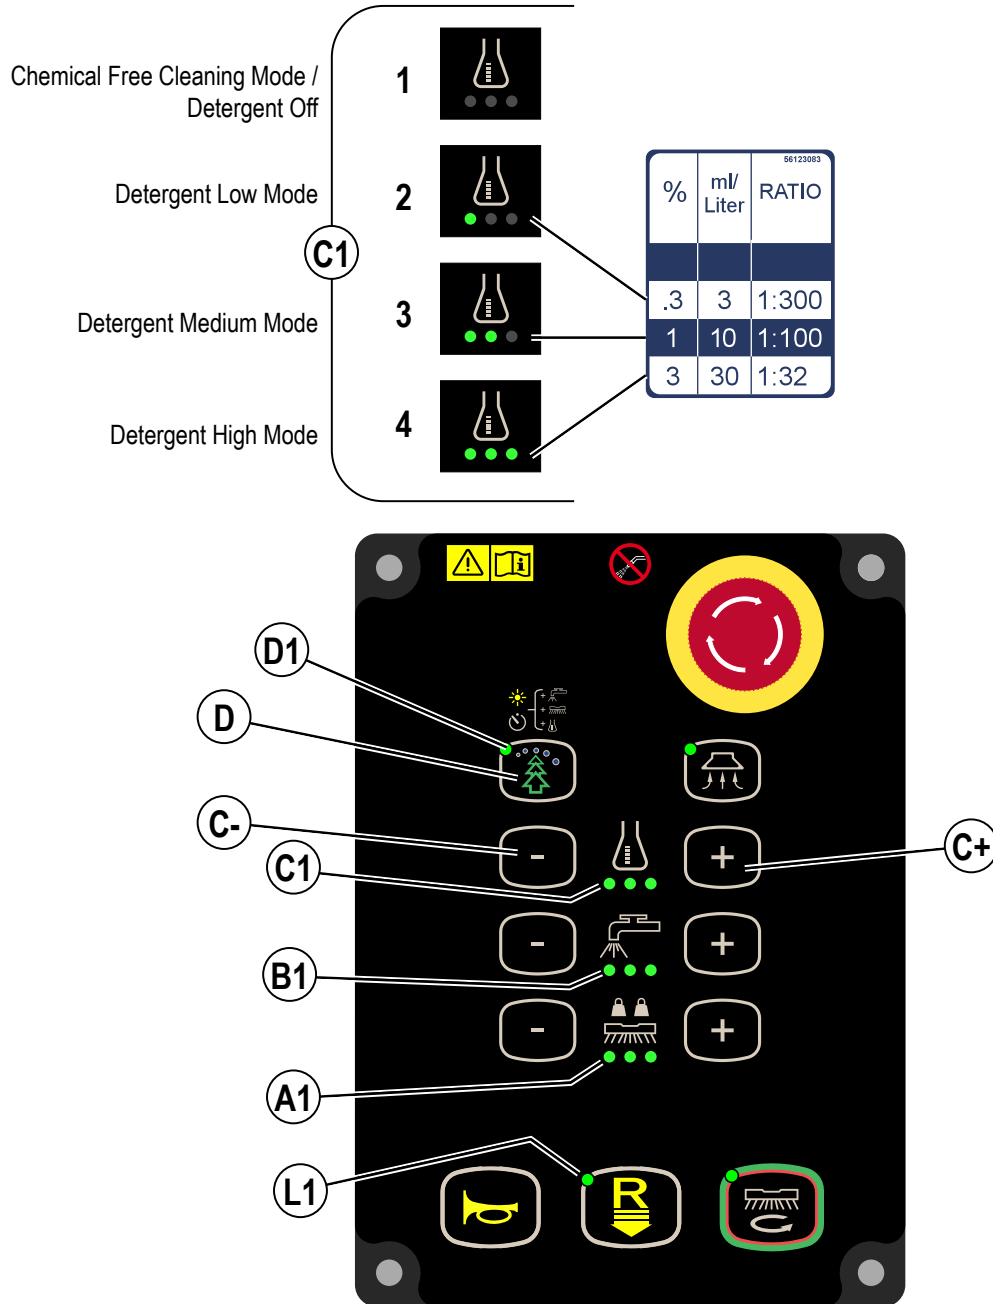 Chemical Free Cleaning Mode /
Detergent Off
1
Detergent Low Mode
2
C1
Detergent Medium Mode
3
Detergent High Mode
4
56123083
% ml/ Liter RATIO
.3 3 1:300
1 10 1:100
3 30 1:32
i
D1
D
+
+
+
C-
-
+
C+
C1
-
+
B1
-
+
A1
L1
R